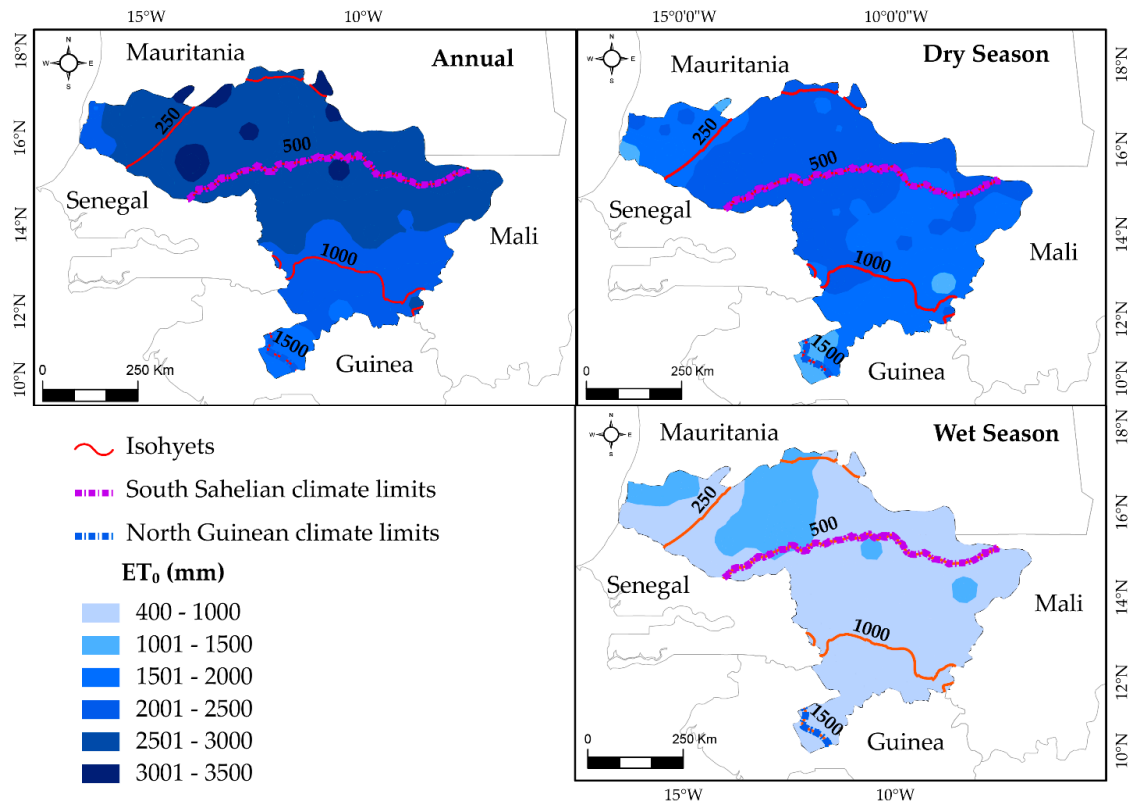 15°W 10°W 15°0'0"W 10°0'0"W
18°N
16°N
14°N
12°N
10°N
N
W E
S
Mauritania
Annual
250
500
Senegal
Mali
1000
1500
Guinea
0 250 Km
N
W E
S
Mauritania
Dry Season
250
500
Senegal
Mali
1000
1500
Guinea
0 250 Km
18°N
16°N
14°N
12°N
10°N
Isohyets
South Sahelian climate limits
North Guinean climate limits
ET₀ (mm)
400 - 1000
1001 - 1500
1501 - 2000
2001 - 2500
2501 - 3000
3001 - 3500
N
W E
S
Mauritania
Wet Season
250
500
Senegal
Mali
1000
1500
Guinea
0 250 Km
18°N
16°N
14°N
12°N
10°N
15°W 10°W